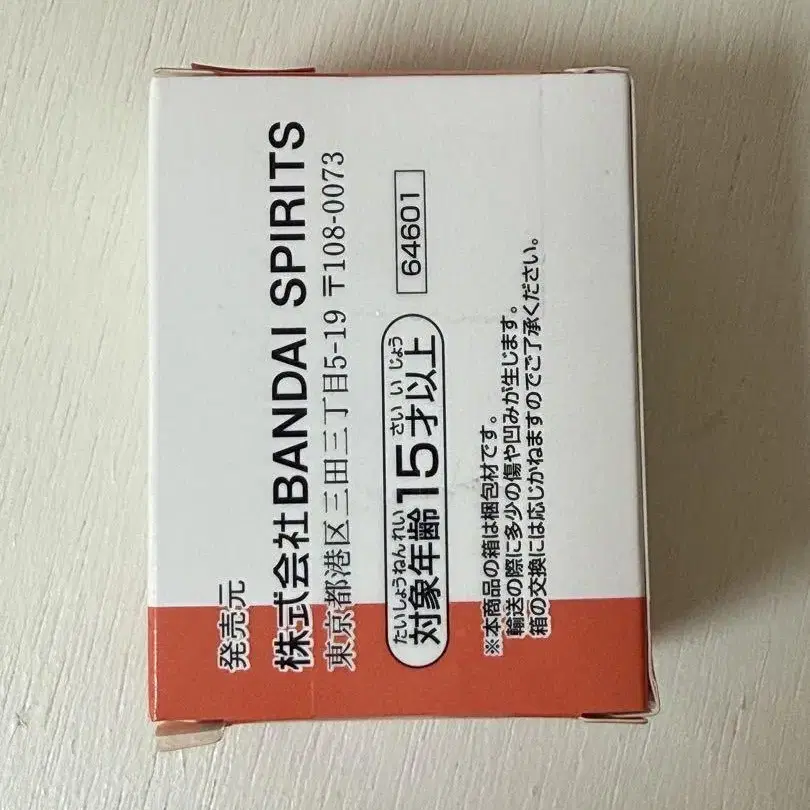 発売元
株式会社BANDAI SPIRITS
東京都港区三田三丁目5-19 〒108-0073
たいしょうねんれい さい い じょう
対象年齢15才以上
64601
※本商品の箱は梱包材です。
輸送の際に多少の傷や凹みが生じます。
箱の交換には応じかねますのでご了承ください。